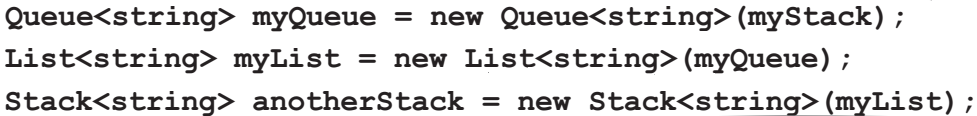 Queue<string> myQueue = new Queue<string>(myStack);
List<string> myList = new List<string>(myQueue);
Stack<string> anotherStack = new Stack<string>(myList);